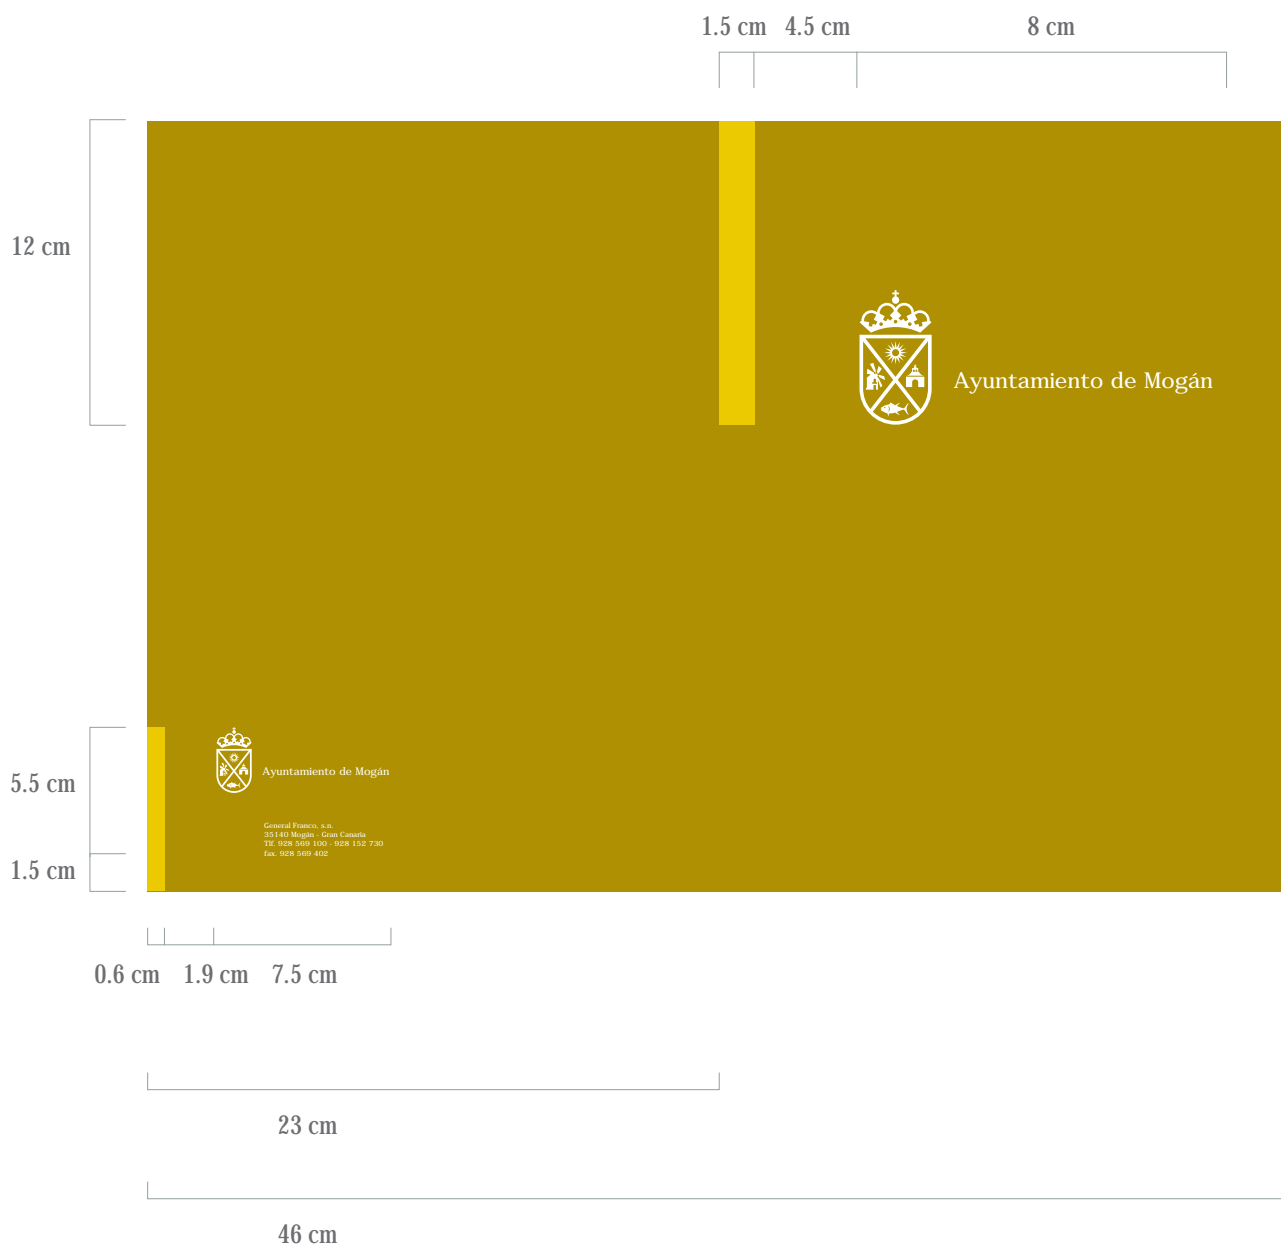 1.5 cm 4.5 cm 8 cm
12 cm
Ayuntamiento de Mogán
5.5 cm
Ayuntamiento de Mogán
General Franco, s.n.
35140 Mogán - Gran Canaria
Tlf. 928 569 100 - 928 152 730
fax. 928 569 402
1.5 cm
0.6 cm 1.9 cm 7.5 cm
23 cm
46 cm